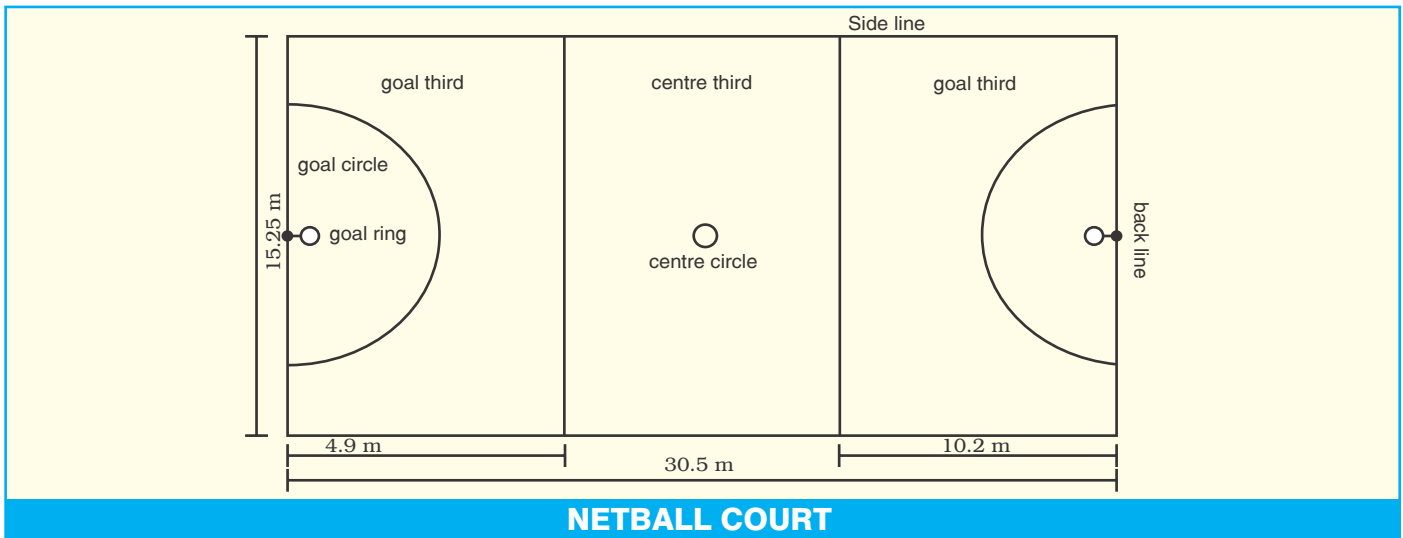 Side line
goal third
centre third
goal third
goal circle
15.25 m
goal ring
centre circle
back line
4.9 m
10.2 m
30.5 m
NETBALL COURT